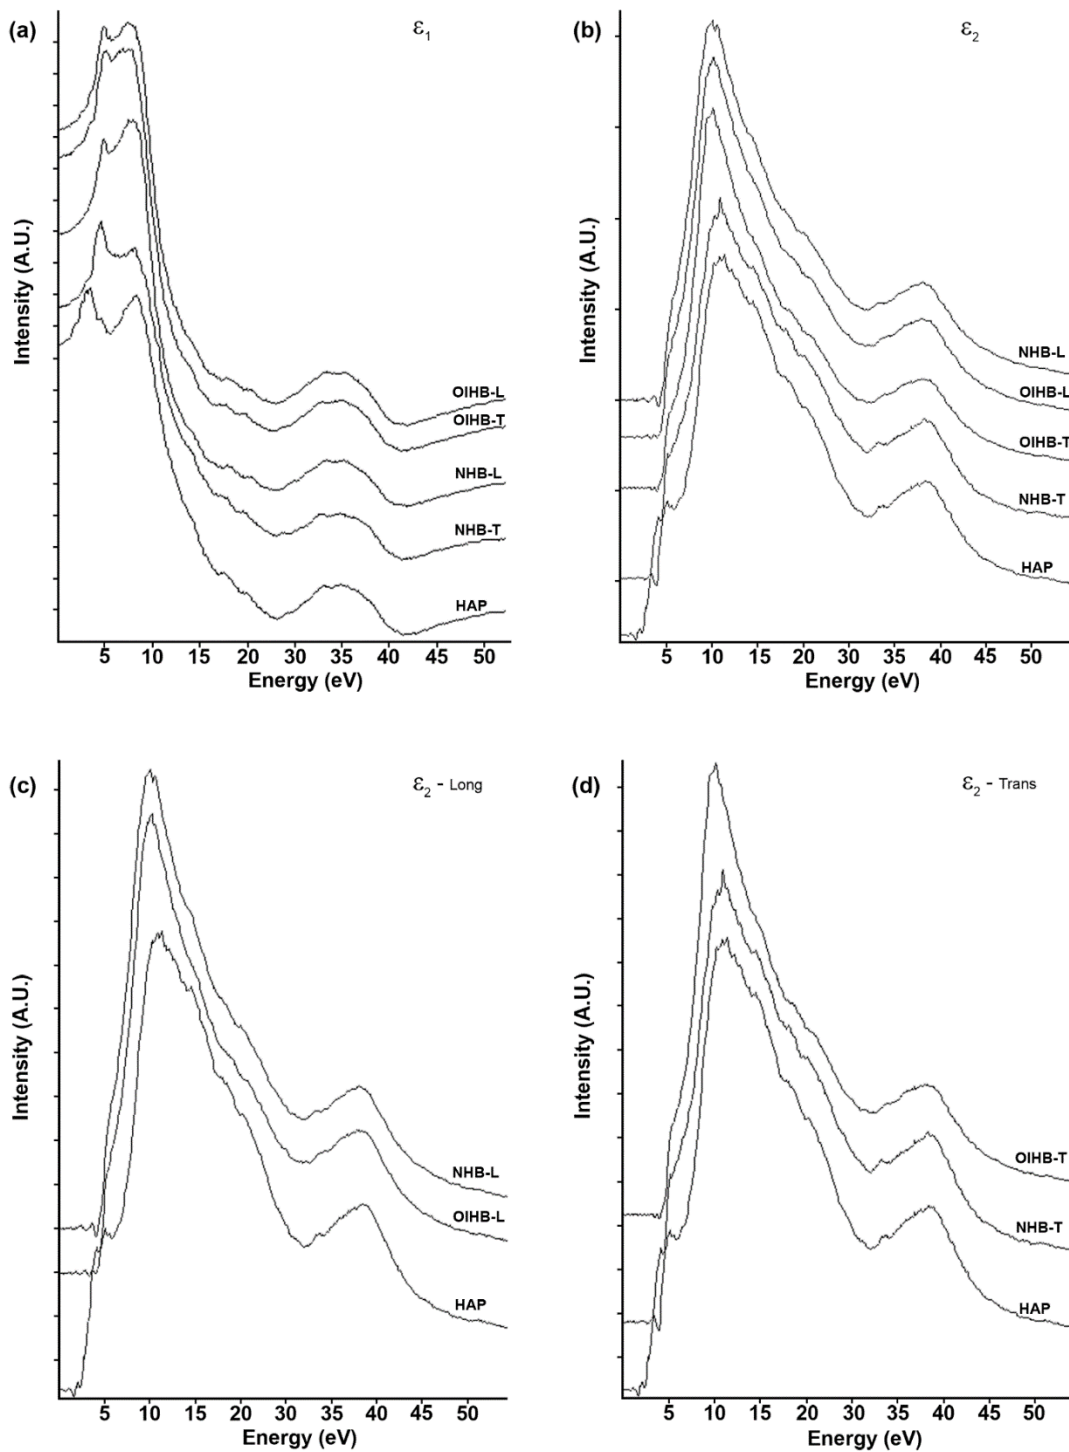 (a)
ε1
Intensity (A.U.)
OIHB-L
OIHB-T
NHB-L
NHB-T
HAP
5 10 15 20 25 30 35 40 45 50
Energy (eV)
(b)
ε2
Intensity (A.U.)
NHB-L
OIHB-L
OIHB-T
NHB-T
HAP
5 10 15 20 25 30 35 40 45 50
Energy (eV)
(c)
ε2 - Long
Intensity (A.U.)
NHB-L
OIHB-L
HAP
5 10 15 20 25 30 35 40 45 50
Energy (eV)
(d)
ε2 - Trans
Intensity (A.U.)
OIHB-T
NHB-T
HAP
5 10 15 20 25 30 35 40 45 50
Energy (eV)